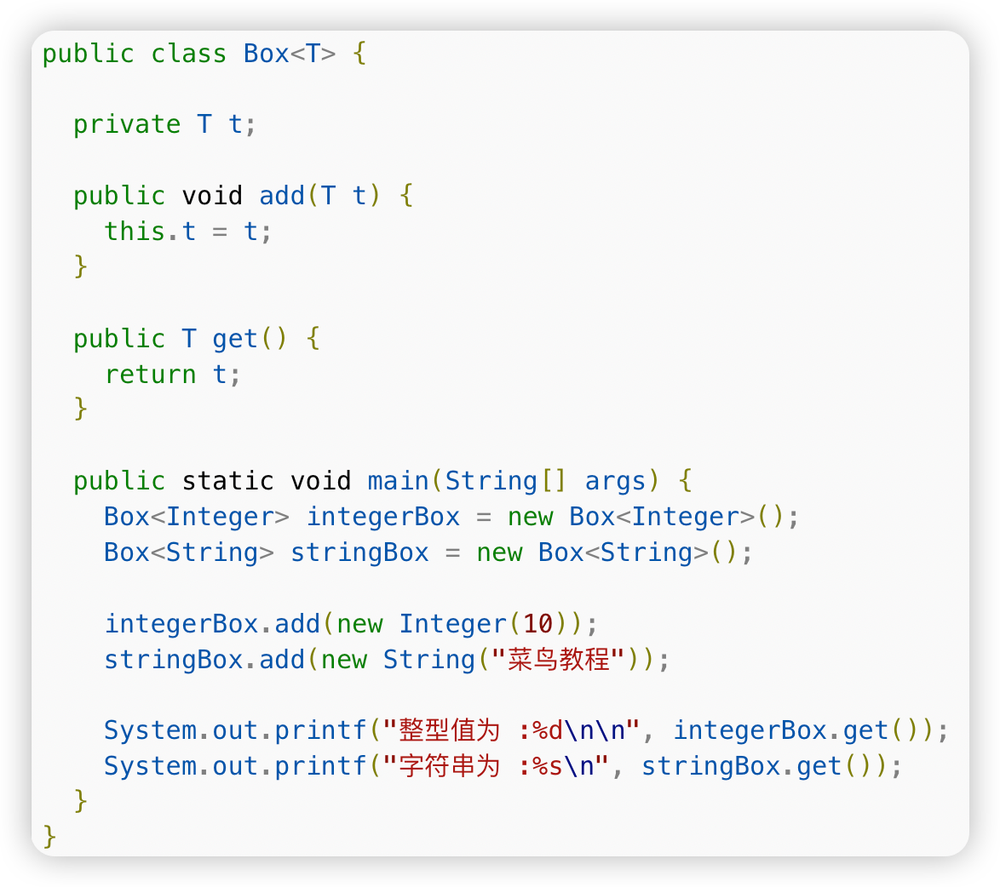 public class Box<T> {
private T t;
public void add(T t) {
this.t = t;
}
public T get() {
return t;
}
public static void main(String[] args) {
Box<Integer> integerBox = new Box<Integer>();
Box<String> stringBox = new Box<String>();
integerBox.add(new Integer(10));
stringBox.add(new String("菜鸟教程"));
System.out.printf("整型值为 :%d\n\n", integerBox.get());
System.out.printf("字符串为 :%s\n", stringBox.get());
}
}